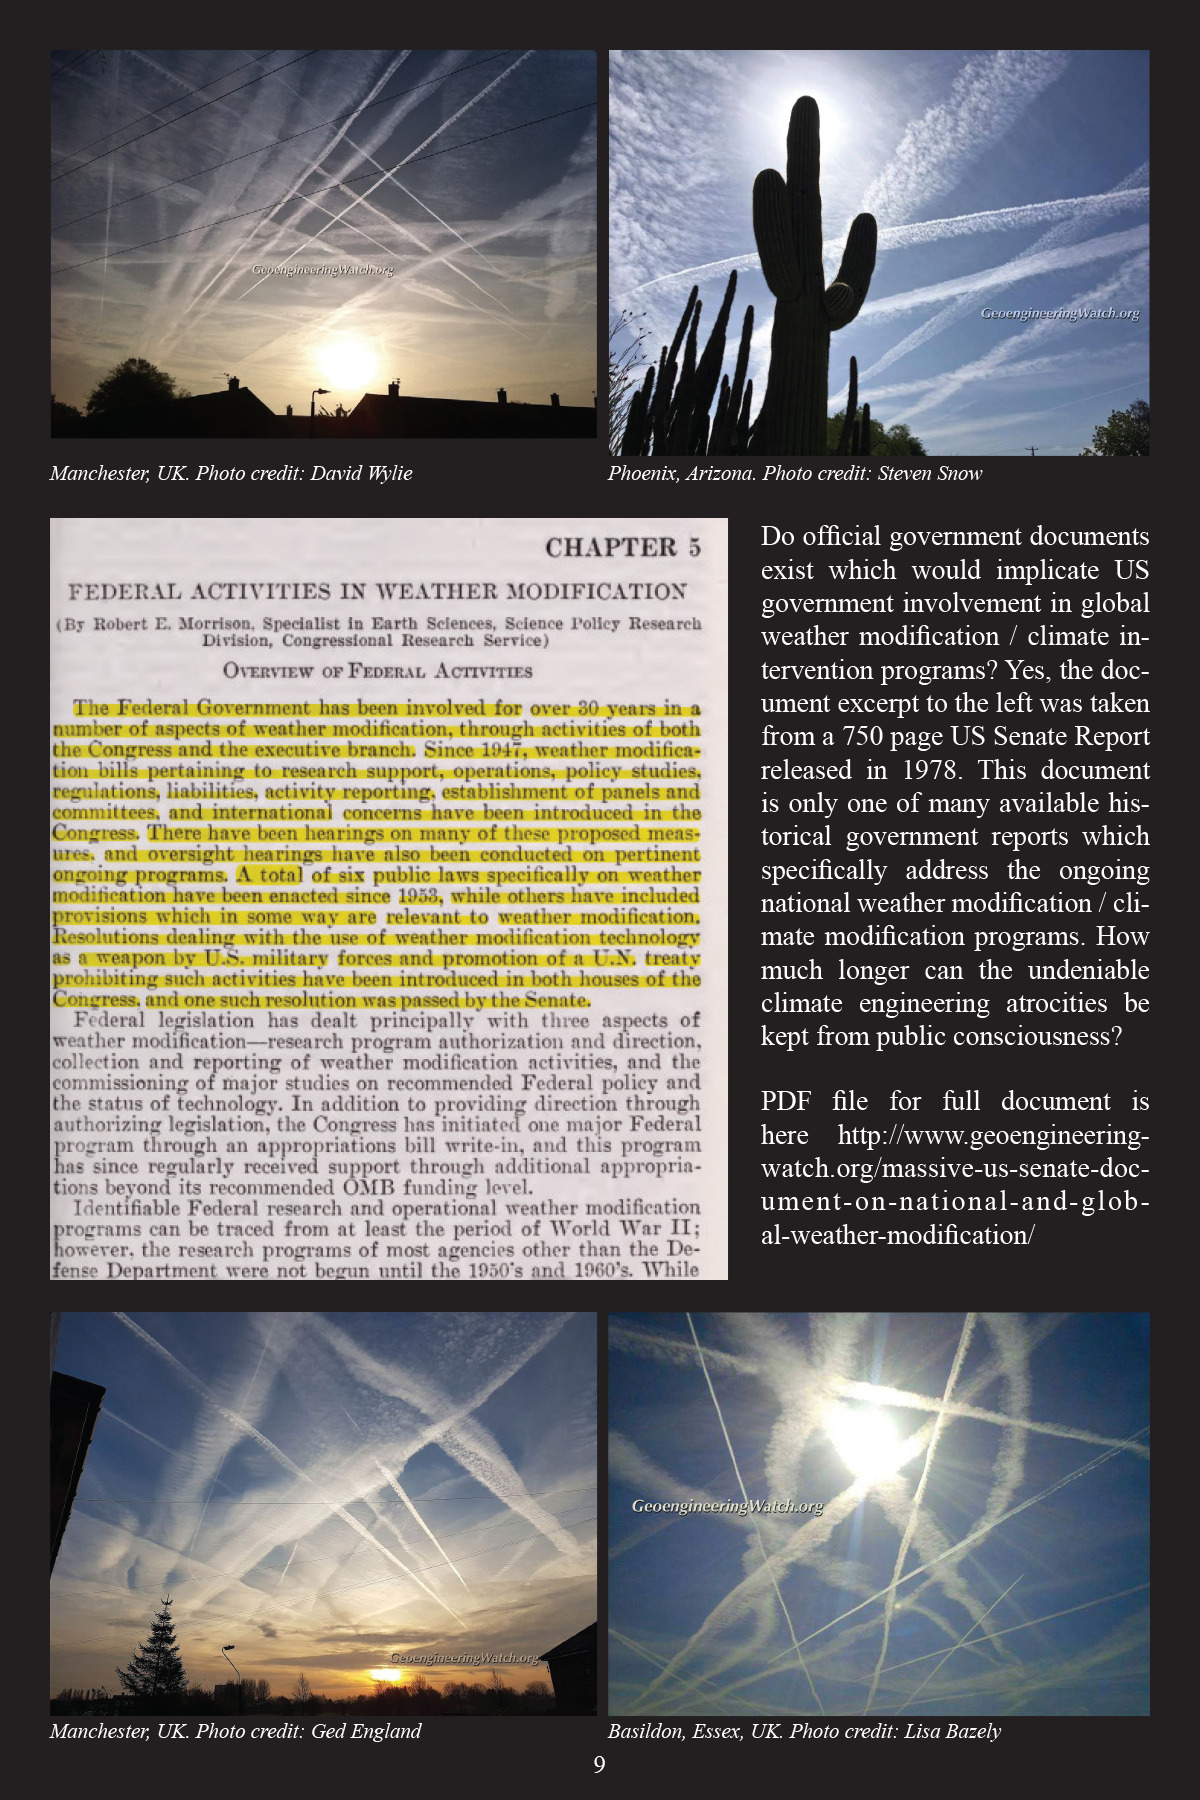 GeoengineeringWatch.org
GeoengineeringWatch.org
Manchester, UK. Photo credit: David Wylie
Phoenix, Arizona. Photo credit: Steven Snow
CHAPTER 5
FEDERAL ACTIVITIES IN WEATHER MODIFICATION
(By Robert E. Morrison, Specialist in Earth Sciences, Science Policy Research
Division, Congressional Research Service)
OVERVIEW OF FEDERAL ACTIVITIES
The Federal Government has been involved for over 30 years in a
number of aspects of weather modification, through activities of both
the Congress and the executive branch. Since 1947, weather modifica-
tion bills pertaining to research support, operations, policy studies,
regulations, liabilities, activity reporting, establishment of panels and
committees, and international concerns have been introduced in the
Congress. There have been hearings on many of these proposed meas-
ures, and oversight hearings have also been conducted on pertinent
ongoing programs. A total of six public laws specifically on weather
modification have been enacted since 1953, while others have included
provisions which in some way are relevant to weather modification.
Resolutions dealing with the use of weather modification technology
as a weapon by U.S. military forces and promotion of a U.N. treaty
prohibiting such activities have been introduced in both houses of the
Congress, and one such resolution was passed by the Senate.
Federal legislation has dealt principally with three aspects of
weather modification—research program authorization and direction,
collection and reporting of weather modification activities, and the
commissioning of major studies on recommended Federal policy and
the status of technology. In addition to providing direction through
authorizing legislation, the Congress has initiated one major Federal
program through an appropriations bill write-in, and this program
has since regularly received support through additional appropria-
tions beyond its recommended OMB funding level.
Identifiable Federal research and operational weather modification
programs can be traced from at least the period of World War II;
however, the research programs of most agencies other than the De-
fense Department were not begun until the 1950's and 1960's. While
Do official government documents
exist which would implicate US
government involvement in global
weather modification / climate in-
tervention programs? Yes, the doc-
ument excerpt to the left was taken
from a 750 page US Senate Report
released in 1978. This document
is only one of many available his-
torical government reports which
specifically address the ongoing
national weather modification / cli-
mate modification programs. How
much longer can the undeniable
climate engineering atrocities be
kept from public consciousness?
PDF file for full document is
here http://www.geoengineering-
watch.org/massive-us-senate-doc-
ument-on-national-and-glob-
al-weather-modification/
GeoengineeringWatch.org
GeoengineeringWatch.org
Manchester, UK. Photo credit: Ged England
Basildon, Essex, UK. Photo credit: Lisa Bazely
9